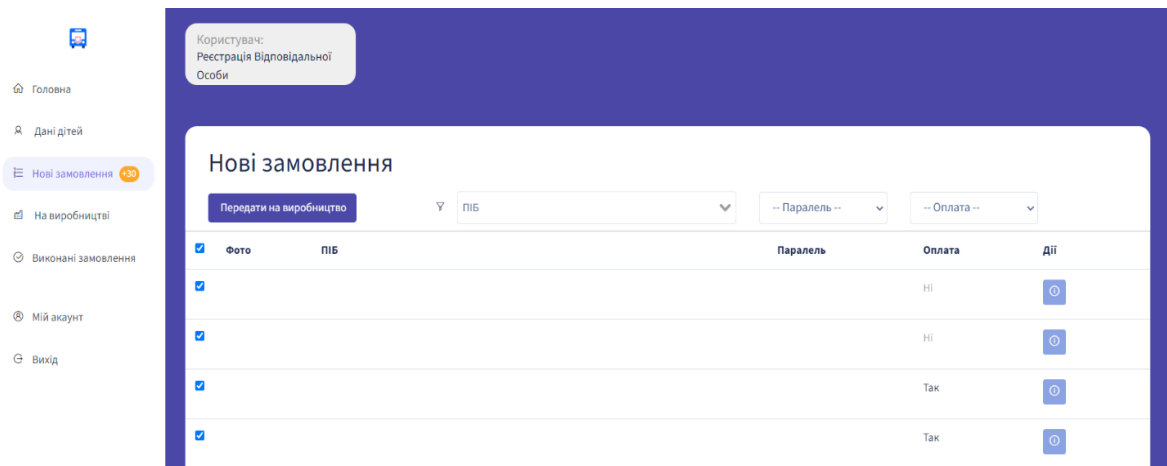 Користувач:
Реєстрація Відповідальної
Особи
Головна
Дані дітей
Нові замовлення +30
На виробництві
Виконані замовлення
Мій акаунт
Вихід
Нові замовлення
Передати на виробництво ПІБ -- Паралель -- -- Оплата --
Фото ПІБ Паралель Оплата Дії
Ні
Ні
Так
Так